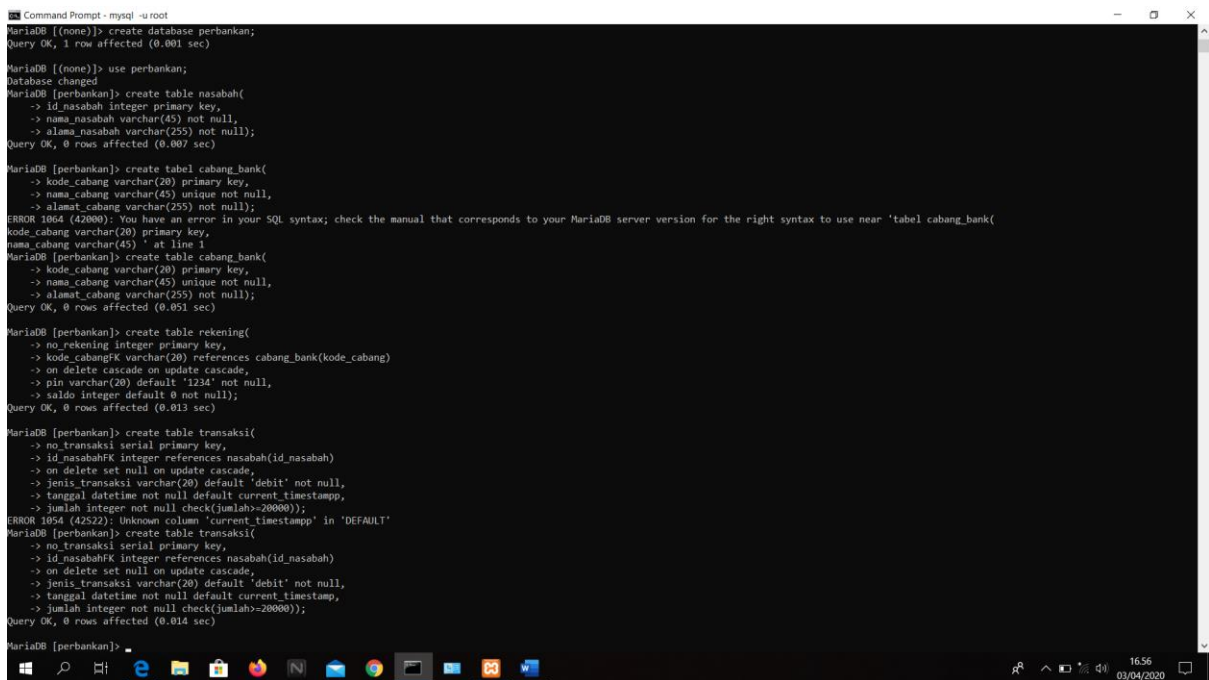 Command Prompt - mysql -u root
MariaDB [(none)]> create database perbankan;
Query OK, 1 row affected (0.001 sec)
MariaDB [(none)]> use perbankan;
Database changed
MariaDB [perbankan]> create table nasabah(
-> id_nasabah integer primary key,
-> nama_nasabah varchar(45) not null,
-> alama_nasabah varchar(255) not null);
Query OK, 0 rows affected (0.007 sec)
MariaDB [perbankan]> create tabel cabang_bank(
-> kode_cabang varchar(20) primary key,
-> nama_cabang varchar(45) unique not null,
-> alamat_cabang varchar(255) not null);
ERROR 1064 (42000): You have an error in your SQL syntax; check the manual that corresponds to your MariaDB server version for the right syntax to use near 'tabel cabang_bank(
kode_cabang varchar(20) primary key,
nama_cabang varchar(45) ' at line 1
MariaDB [perbankan]> create table cabang_bank(
-> kode_cabang varchar(20) primary key,
-> nama_cabang varchar(45) unique not null,
-> alamat_cabang varchar(255) not null);
Query OK, 0 rows affected (0.051 sec)
MariaDB [perbankan]> create table rekening(
-> no_rekening integer primary key,
-> kode_cabangFK varchar(20) references cabang_bank(kode_cabang)
-> on delete cascade on update cascade,
-> pin varchar(20) default '1234' not null,
-> saldo integer default 0 not null);
Query OK, 0 rows affected (0.013 sec)
MariaDB [perbankan]> create table transaksi(
-> no_transaksi serial primary key,
-> id_nasabahFK integer references nasabah(id_nasabah)
-> on delete set null on update cascade,
-> jenis_transaksi varchar(20) default 'debit' not null,
-> tanggal datetime not null default current_timestampp,
-> jumlah integer not null check(jumlah>=20000));
ERROR 1054 (42S22): Unknown column 'current_timestampp' in 'DEFAULT'
MariaDB [perbankan]> create table transaksi(
-> no_transaksi serial primary key,
-> id_nasabahFK integer references nasabah(id_nasabah)
-> on delete set null on update cascade,
-> jenis_transaksi varchar(20) default 'debit' not null,
-> tanggal datetime not null default current_timestamp,
-> jumlah integer not null check(jumlah>=20000));
Query OK, 0 rows affected (0.014 sec)
MariaDB [perbankan]>
16.56
03/04/2020